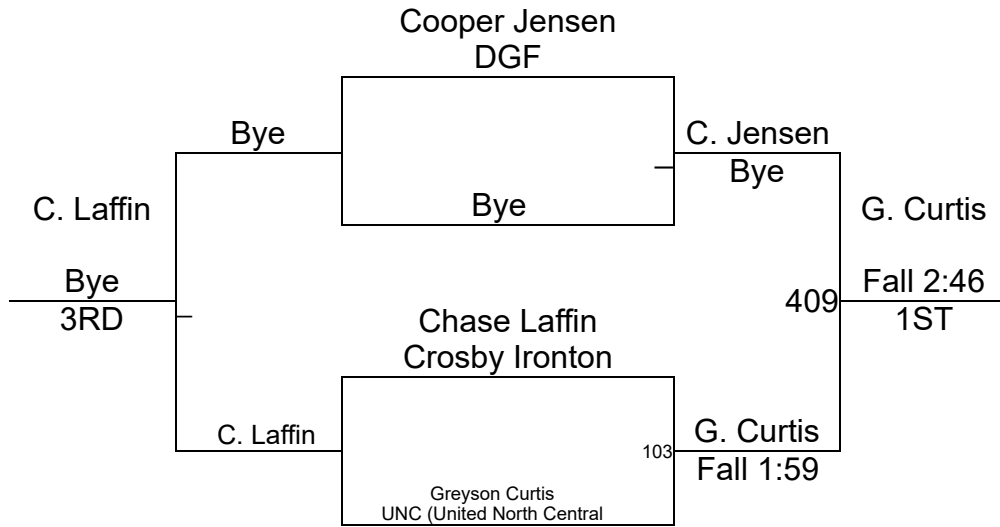 Cooper Jensen
DGF
Bye
C. Jensen
Bye
Bye
C. Laffin
G. Curtis
Bye
3RD
409
Fall 2:46
1ST
Chase Laffin
Crosby Ironton
C. Laffin
103
G. Curtis
Fall 1:59
Greyson Curtis
UNC (United North Central